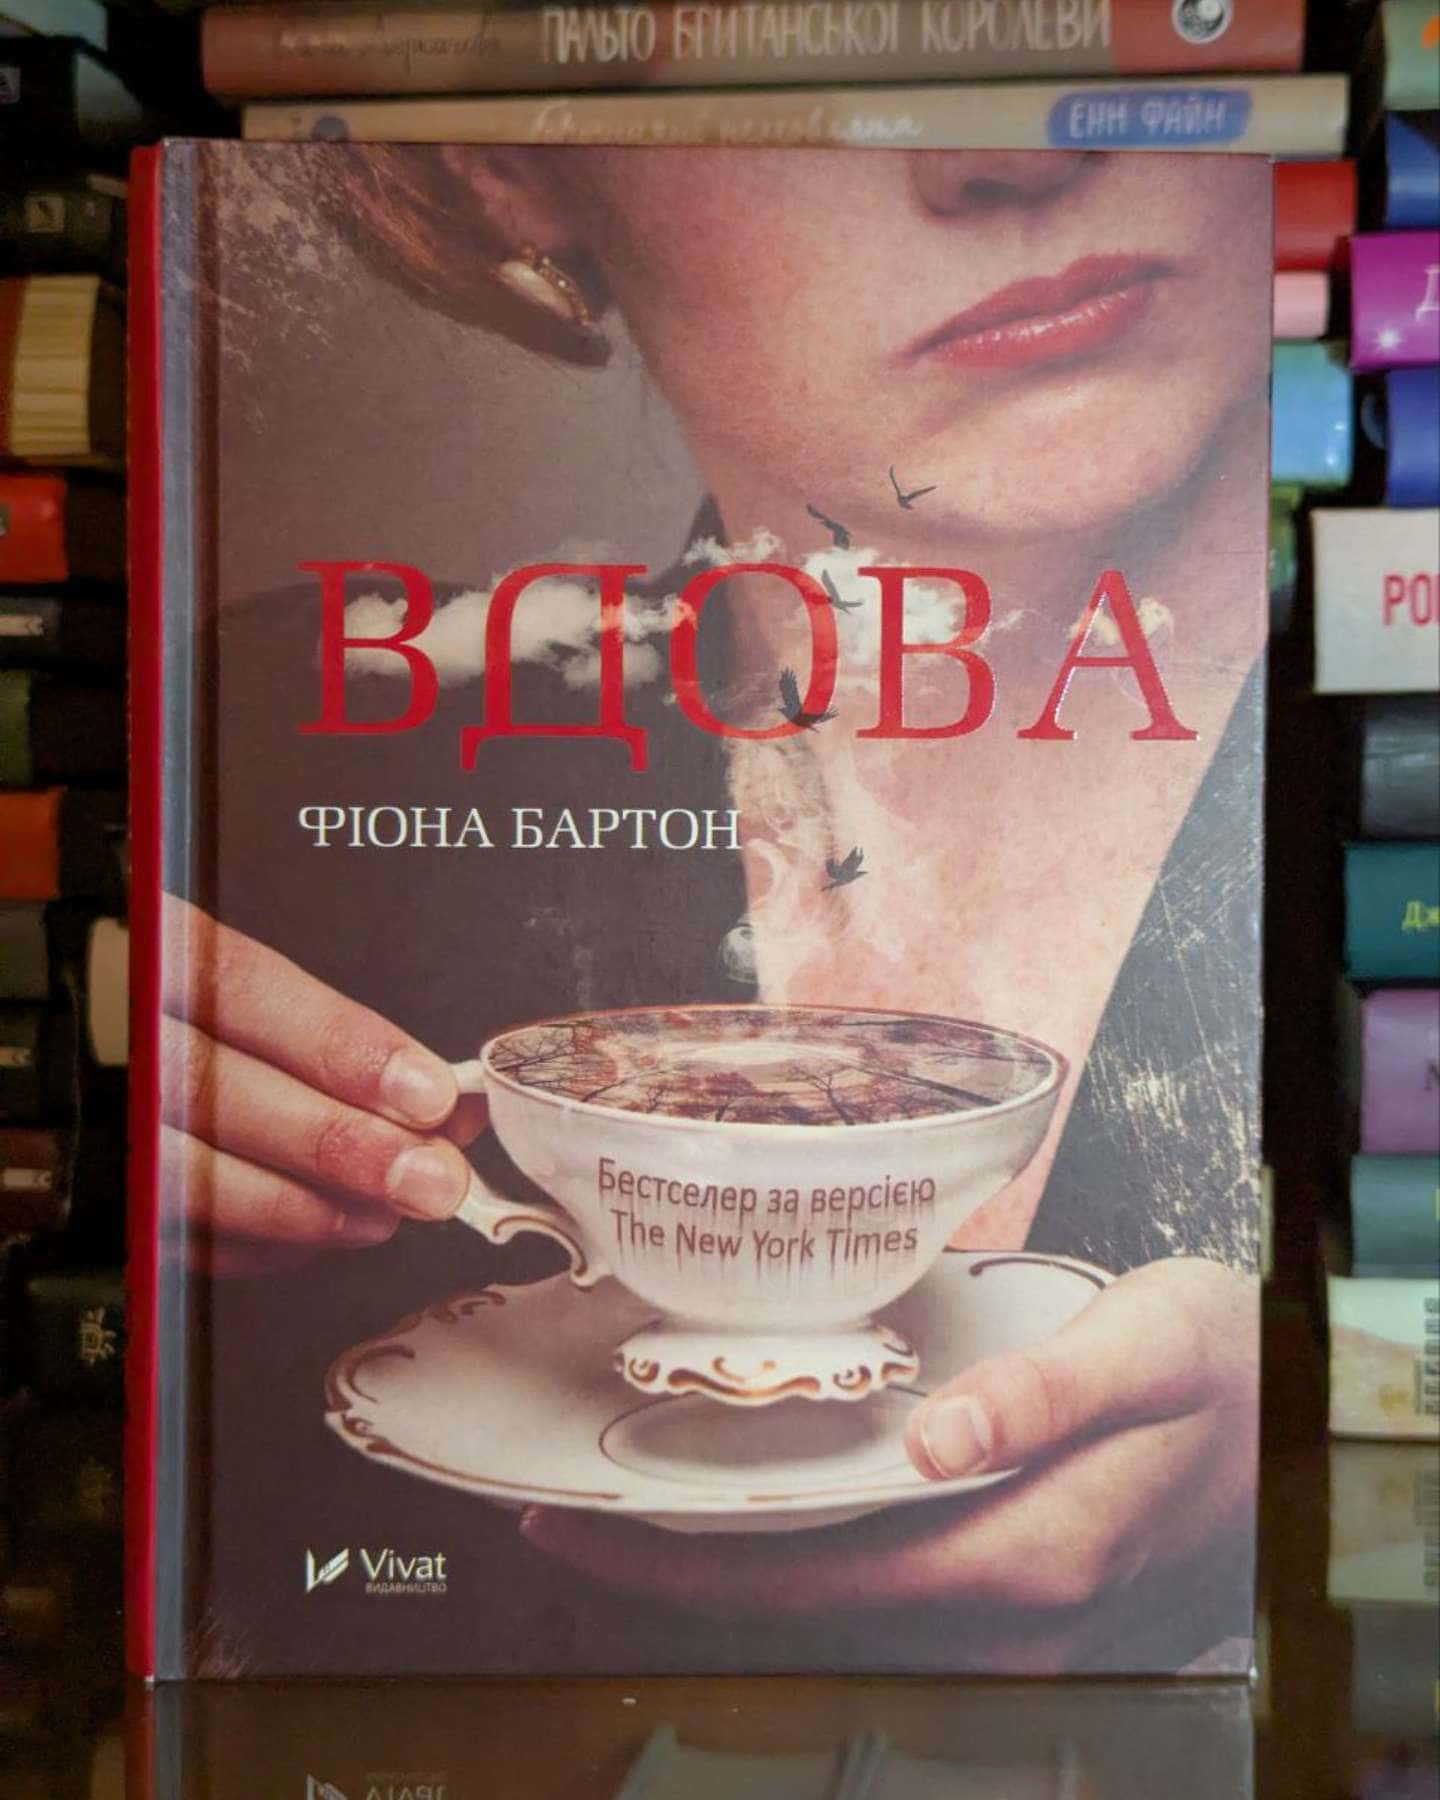 ПАЛЬТО БРИТАНСЬКОЇ КОРОЛЕВИ
ЕНН ФАЙН
ВДОВА
ФІОНА БАРТОН
Бестселер за версією
The New York Times
Vivat
ВИДАВНИЦТВО